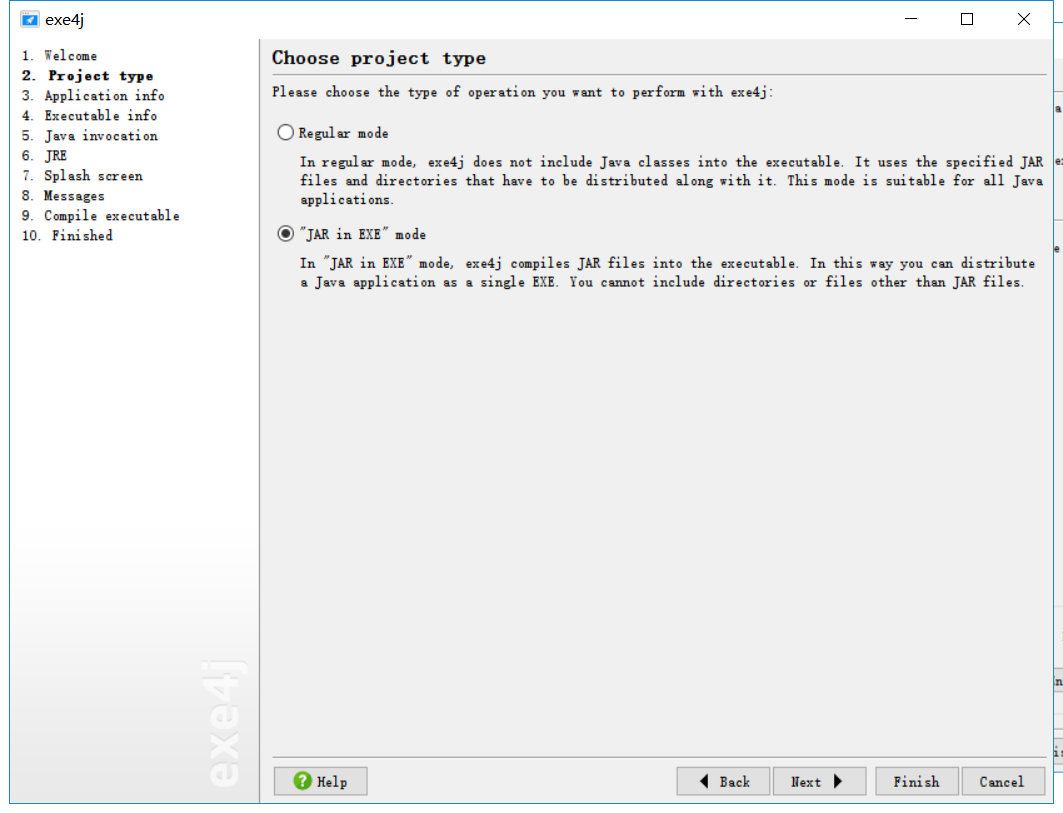 exe4j
1. Welcome
2. Project type
3. Application info
4. Executable info
5. Java invocation
6. JRE
7. Splash screen
8. Messages
9. Compile executable
10. Finished
exe4j
Choose project type
Please choose the type of operation you want to perform with exe4j:
Regular mode
In regular mode, exe4j does not include Java classes into the executable. It uses the specified JAR
files and directories that have to be distributed along with it. This mode is suitable for all Java
applications.
"JAR in EXE" mode
In "JAR in EXE" mode, exe4j compiles JAR files into the executable. In this way you can distribute
a Java application as a single EXE. You cannot include directories or files other than JAR files.
Help
Back
Next
Finish
Cancel